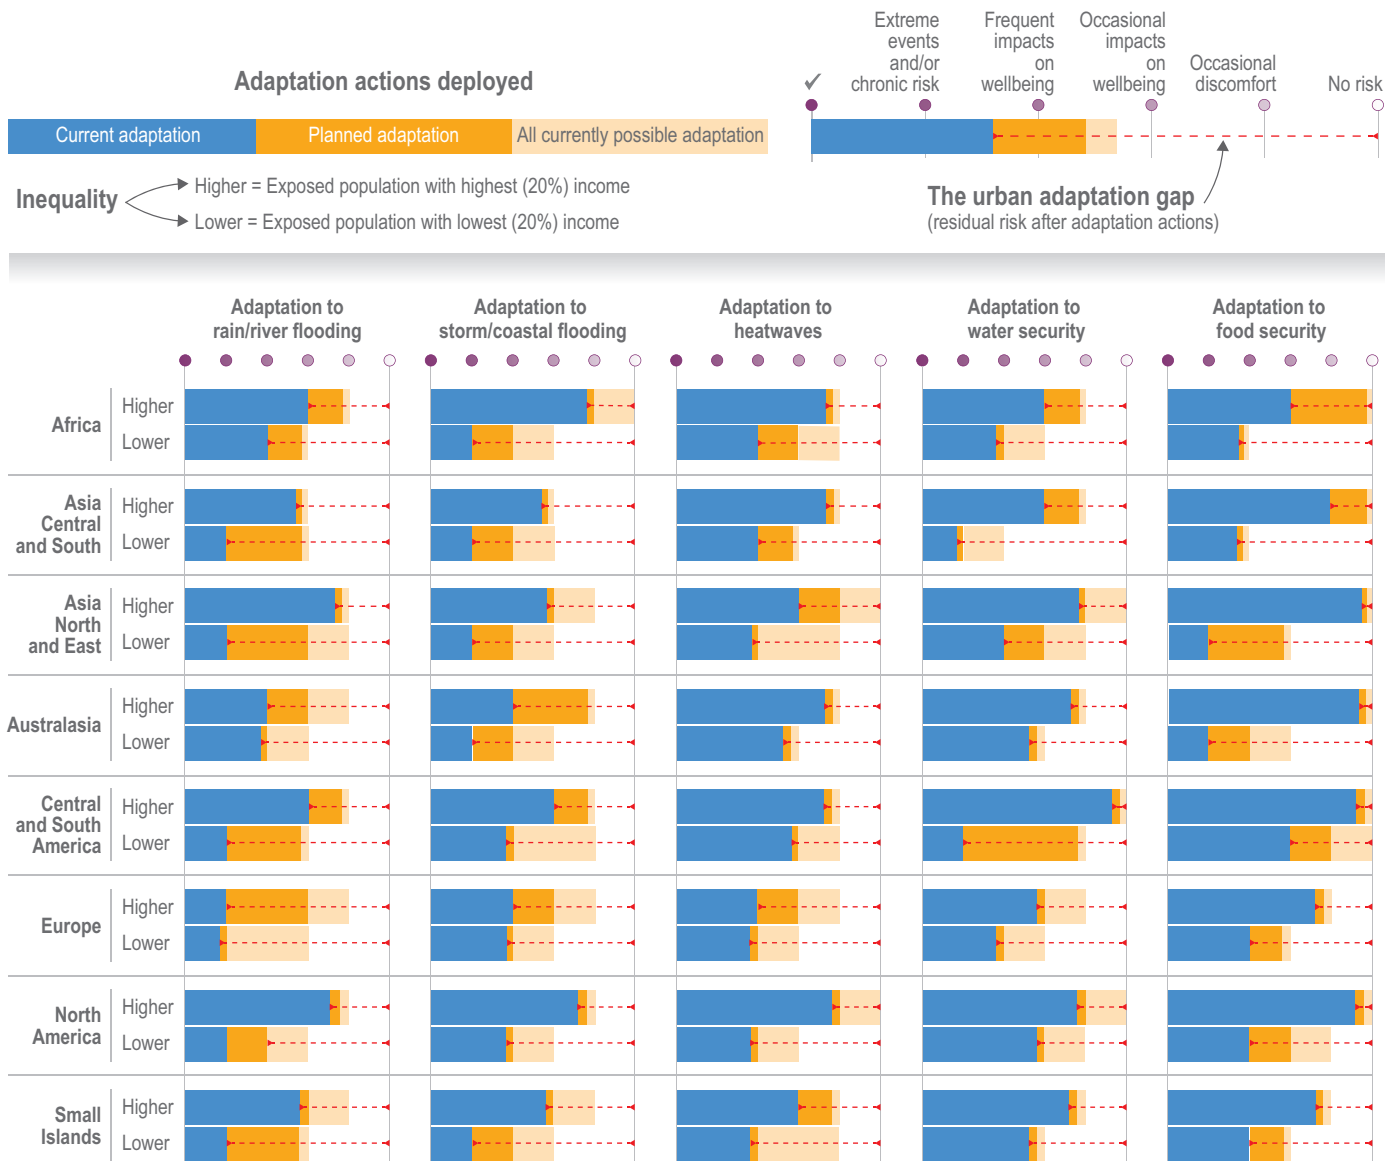 Adaptation actions deployed
Current adaptation
Planned adaptation
All currently possible adaptation
Inequality
Higher = Exposed population with highest (20%) income
Lower = Exposed population with lowest (20%) income
✓
Extreme
events
and/or
chronic risk
Frequent
impacts
on
wellbeing
Occasional
impacts
on
wellbeing
Occasional
discomfort
No risk
The urban adaptation gap
(residual risk after adaptation actions)
Adaptation to
rain/river flooding
Adaptation to
storm/coastal flooding
Adaptation to
heatwaves
Adaptation to
water security
Adaptation to
food security
Africa
Higher
Lower
Asia
Central
and South
Higher
Lower
Asia
North
and East
Higher
Lower
Australasia
Higher
Lower
Central
and South
America
Higher
Lower
Europe
Higher
Lower
North
America
Higher
Lower
Small
Islands
Higher
Lower